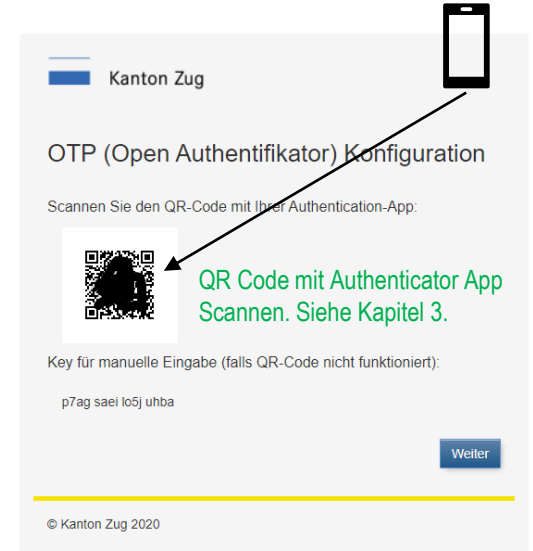 Kanton Zug
OTP (Open Authentifikator) Konfiguration
Scannen Sie den QR-Code mit Ihrer Authentication-App:
QR Code mit Authenticator App
Scannen. Siehe Kapitel 3.
Key für manuelle Eingabe (falls QR-Code nicht funktioniert):
p7ag saei lo5j uhba
Weiter
© Kanton Zug 2020